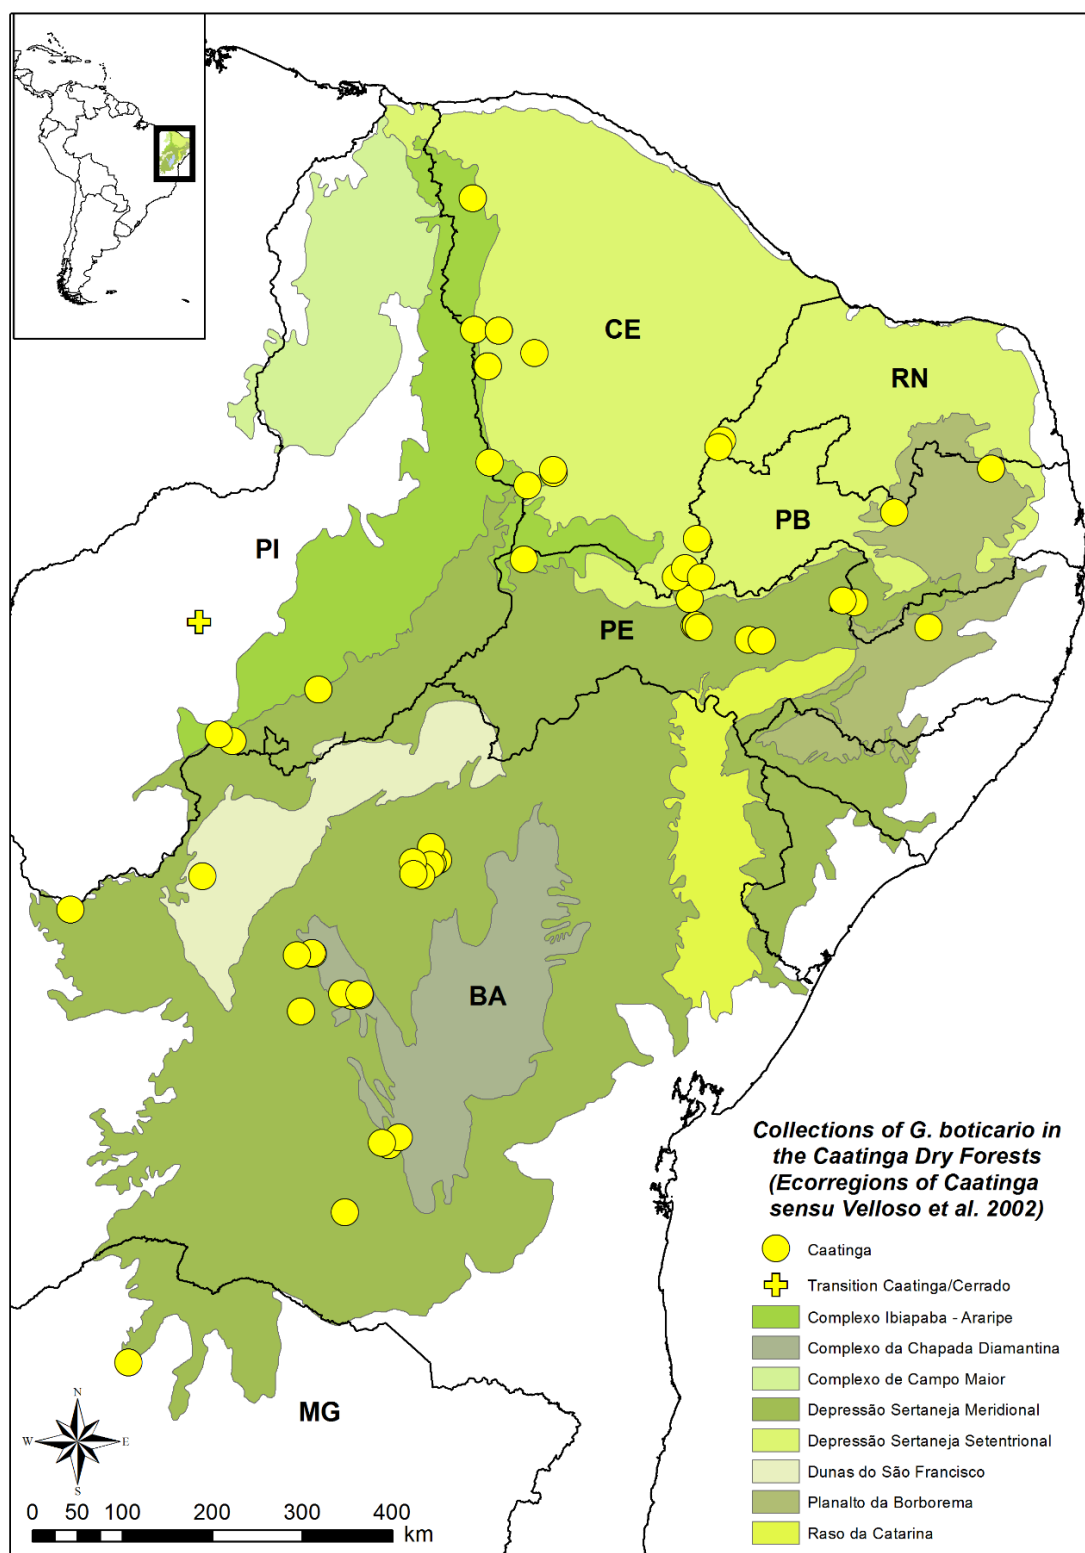 CE
RN
PB
PI
PE
BA
MG
Collections of G. boticario in
the Caatinga Dry Forests
(Ecorregions of Caatinga
sensu Velloso et al. 2002)
Caatinga
Transition Caatinga/Cerrado
Complexo Ibiapaba - Araripe
Complexo da Chapada Diamantina
Complexo de Campo Maior
Depressão Sertaneja Meridional
Depressão Sertaneja Setentrional
Dunas do São Francisco
Planalto da Borborema
Raso da Catarina
N
W E
S
0 50 100 200 300 400
km